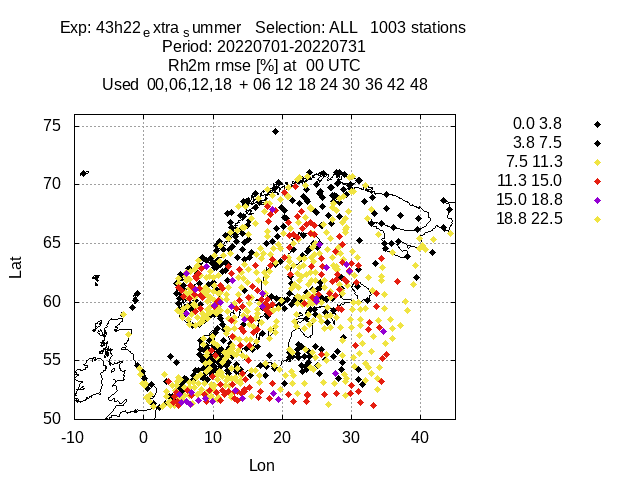 Exp: 43h22e xtra s ummer Selection: ALL 1003 stations
Period: 20220701-20220731
Rh2m rmse [%] at 00 UTC
Used 00,06,12,18 + 06 12 18 24 30 36 42 48
0.0 3.8
3.8 7.5
7.5 11.3
11.3 15.0
15.0 18.8
18.8 22.5
75
70
65
60
55
50
Lat
-10 0 10 20 30 40
Lon